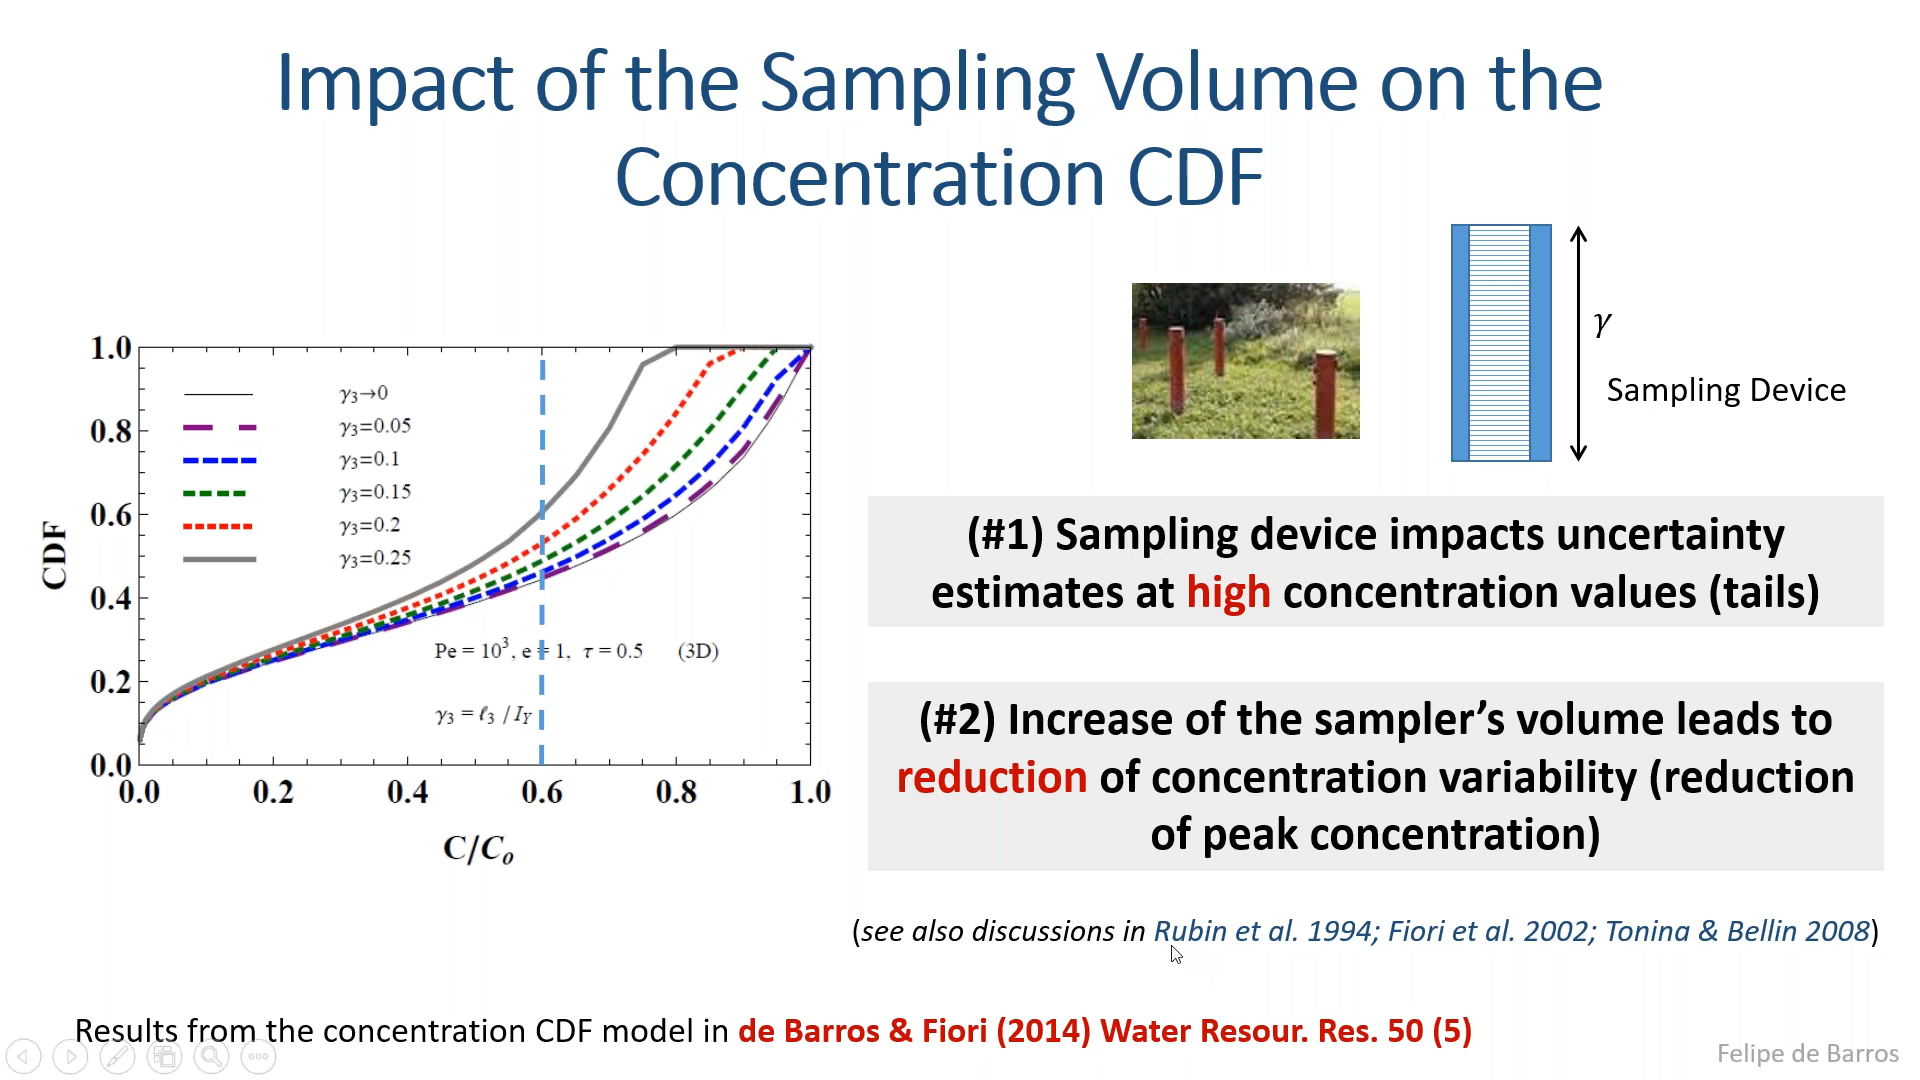 Impact of the Sampling Volume on the
Concentration CDF
γ
Sampling Device
1.0
0.8
0.6
0.4
0.2
0.0
CDF
γ₃→0
γ₃=0.05
γ₃=0.1
γ₃=0.15
γ₃=0.2
γ₃=0.25
Pe = 10³, e = 1, τ = 0.5 (3D)
γ₃ = ℓ₃ / I_Y
0.0 0.2 0.4 0.6 0.8 1.0
C/Cₒ
(#1) Sampling device impacts uncertainty
estimates at high concentration values (tails)
(#2) Increase of the sampler’s volume leads to
reduction of concentration variability (reduction
of peak concentration)
(see also discussions in Rubin et al. 1994; Fiori et al. 2002; Tonina & Bellin 2008)
Results from the concentration CDF model in de Barros & Fiori (2014) Water Resour. Res. 50 (5)
Felipe de Barros